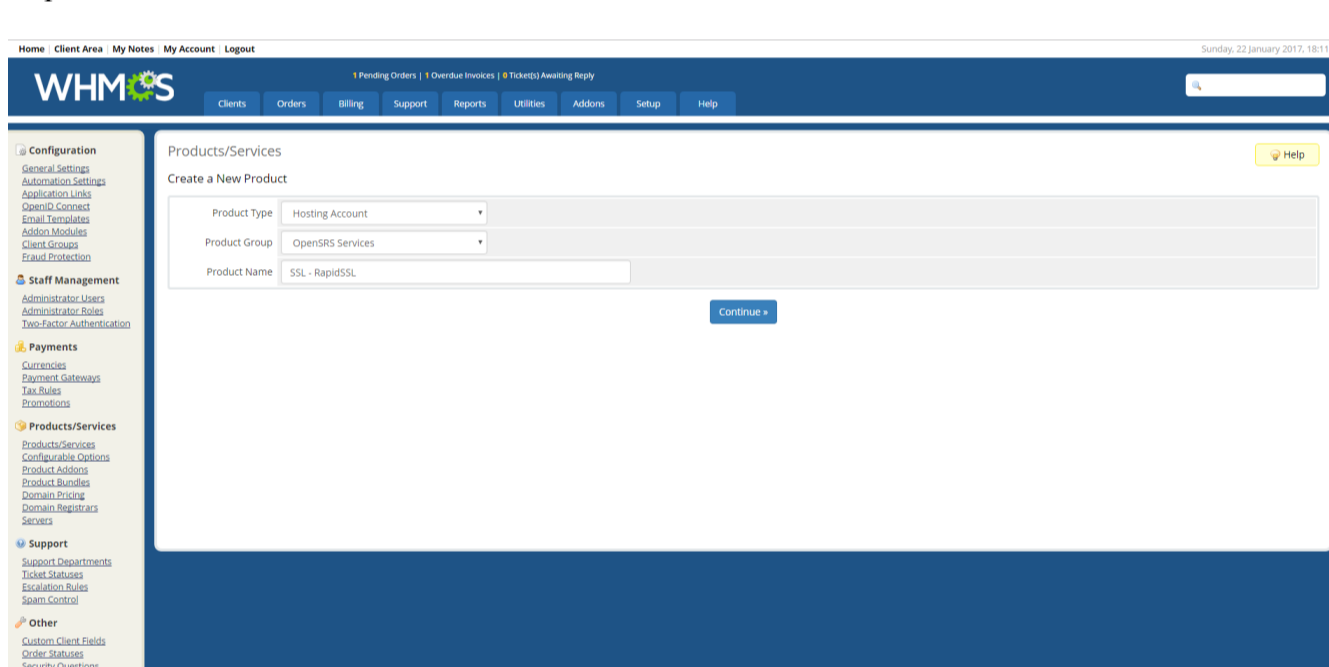 Home | Client Area | My Notes | My Account | Logout
Sunday, 22 January 2017, 18:11
WHMCS
1 Pending Orders | 1 Overdue Invoices | 0 Ticket(s) Awaiting Reply
Clients Orders Billing Support Reports Utilities Addons Setup Help
Configuration
General Settings
Automation Settings
Application Links
OpenID Connect
Email Templates
Addon Modules
Client Groups
Fraud Protection
Staff Management
Administrator Users
Administrator Roles
Two-Factor Authentication
Payments
Currencies
Payment Gateways
Tax Rules
Promotions
Products/Services
Products/Services
Configurable Options
Product Addons
Product Bundles
Domain Pricing
Domain Registrars
Servers
Support
Support Departments
Ticket Statuses
Escalation Rules
Spam Control
Other
Custom Client Fields
Order Statuses
Security Questions
Products/Services
Help
Create a New Product
Product Type Hosting Account
Product Group OpenSRS Services
Product Name SSL - RapidSSL
Continue »